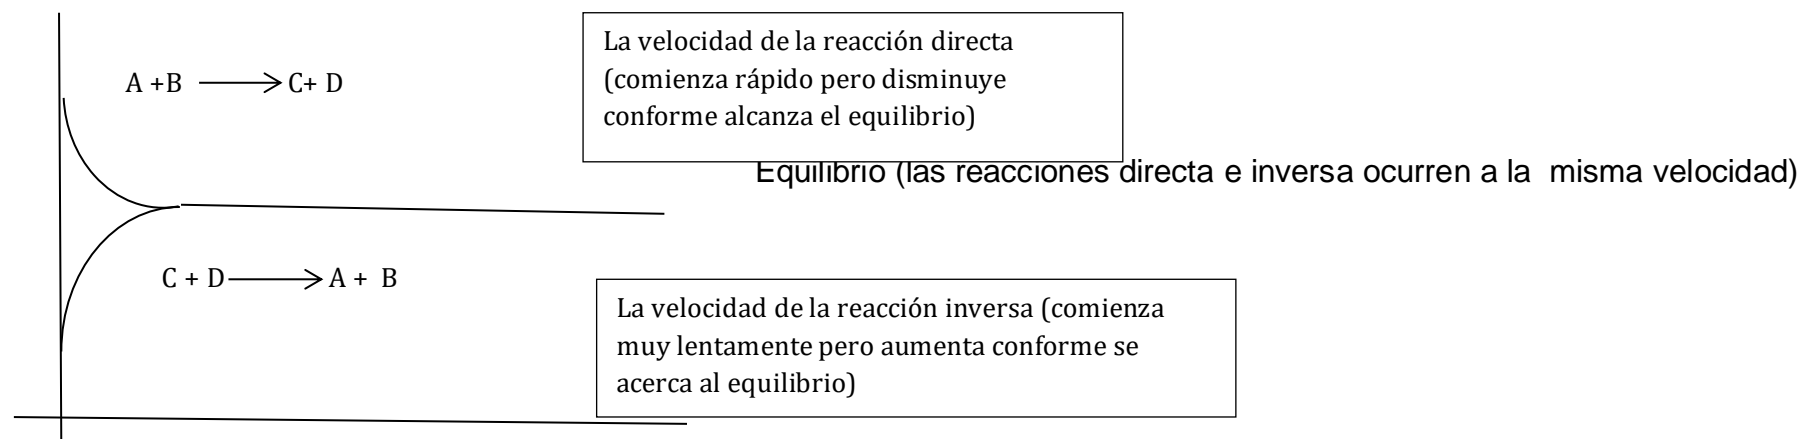 La velocidad de la reacción directa
(comienza rápido pero disminuye
conforme alcanza el equilibrio)
A +B ⟶ C+ D
Equilibrio (las reacciones directa e inversa ocurren a la misma velocidad)
C + D ⟶ A + B
La velocidad de la reacción inversa (comienza
muy lentamente pero aumenta conforme se
acerca al equilibrio)